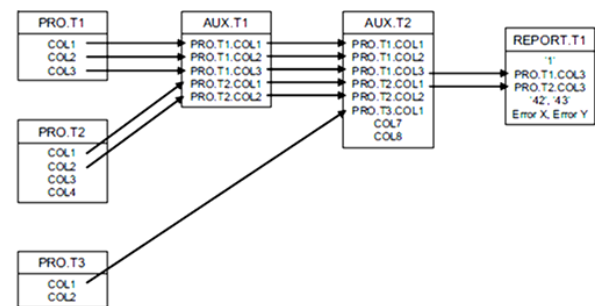 PRO.T1
COL1
COL2
COL3
PRO.T2
COL1
COL2
COL3
COL4
PRO.T3
COL1
COL2
AUX.T1
PRO.T1.COL1
PRO.T1.COL2
PRO.T1.COL3
PRO.T2.COL1
PRO.T2.COL2
AUX.T2
PRO.T1.COL1
PRO.T1.COL2
PRO.T1.COL3
PRO.T2.COL1
PRO.T2.COL2
PRO.T3.COL1
COL7
COL8
REPORT.T1
'1'
PRO.T1.COL3
PRO.T2.COL3
'42', '43'
Error X, Error Y